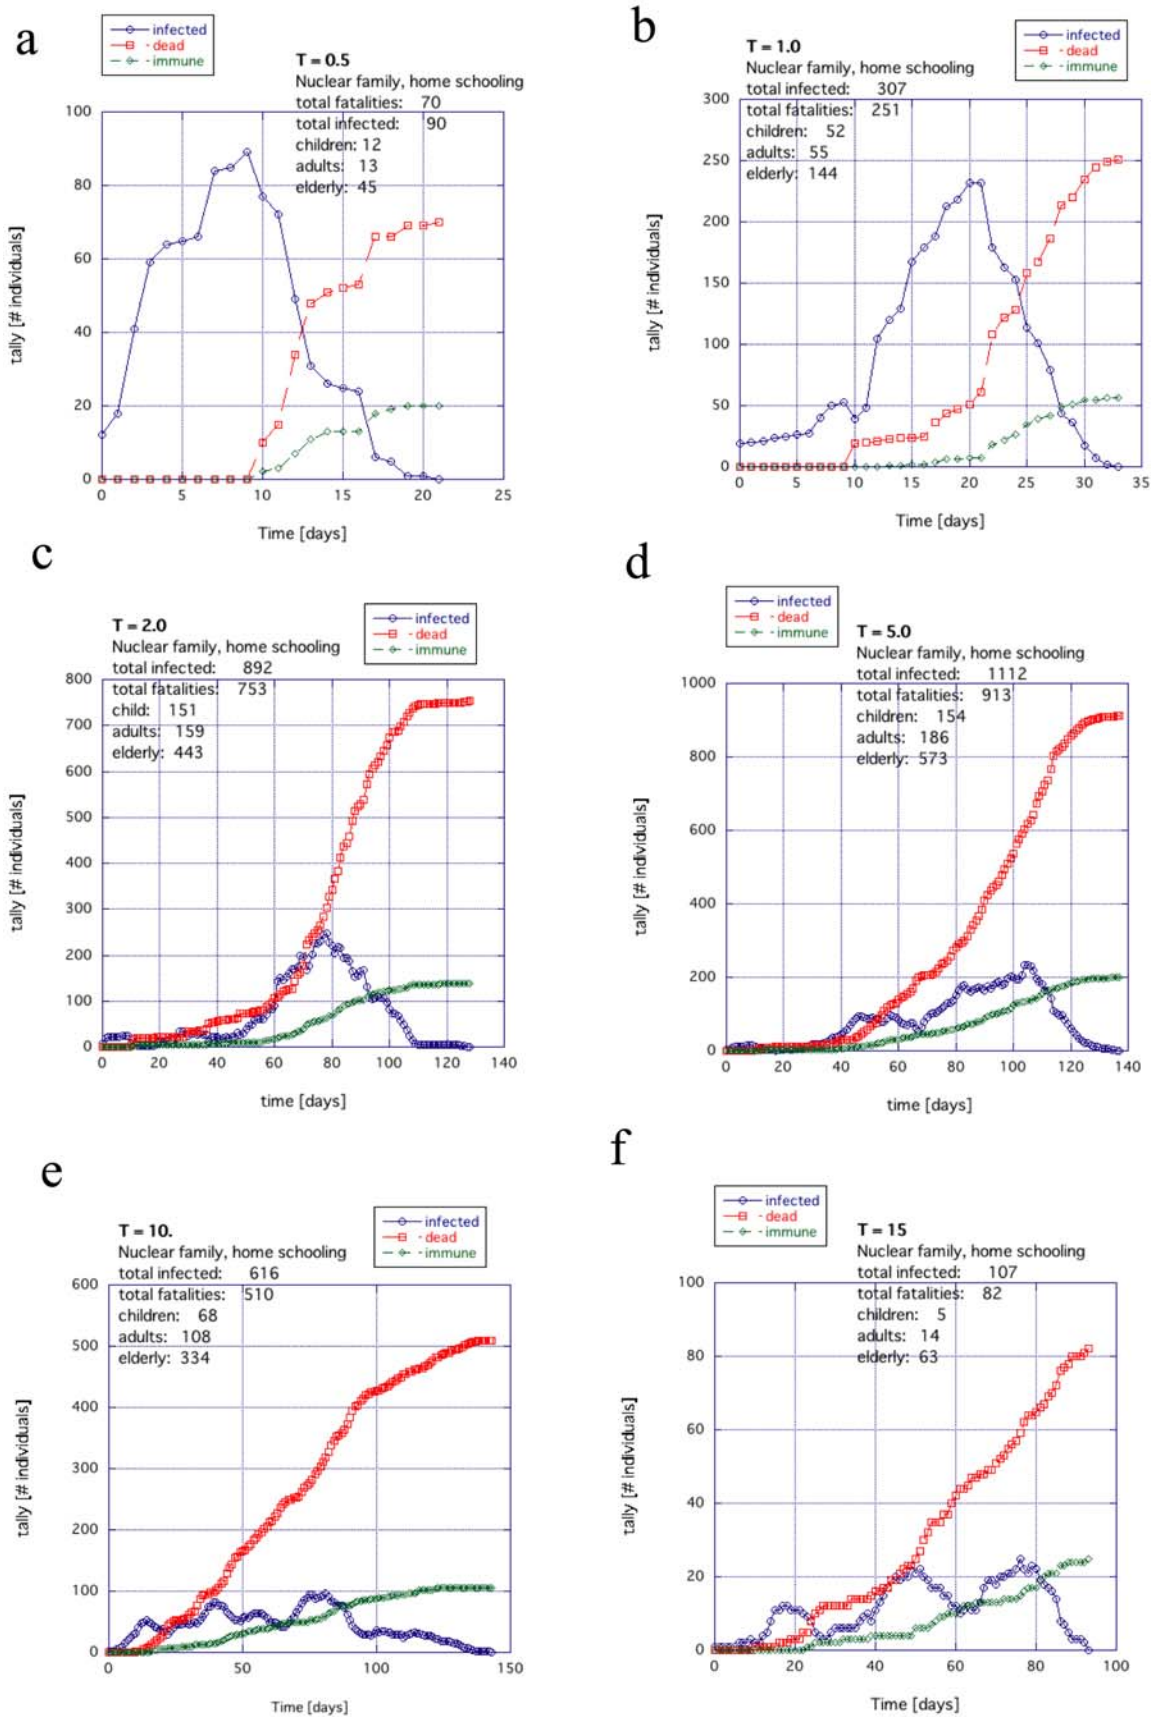 a
infected
dead
immune
T = 0.5
Nuclear family, home schooling
total fatalities: 70
total infected: 90
children: 12
adults: 13
elderly: 45
100
80
60
40
20
0
tally [# individuals]
0 5 10 15 20 25
Time [days]
b
infected
dead
immune
T = 1.0
Nuclear family, home schooling
total infected: 307
total fatalities: 251
children: 52
adults: 55
elderly: 144
300
250
200
150
100
50
0
tally [# individuals]
0 5 10 15 20 25 30 35
Time [days]
c
infected
dead
immune
T = 2.0
Nuclear family, home schooling
total infected: 892
total fatalities: 753
child: 151
adults: 159
elderly: 443
800
700
600
500
400
300
200
100
0
tally [# individuals]
0 20 40 60 80 100 120 140
time [days]
d
infected
dead
immune
T = 5.0
Nuclear family, home schooling
total infected: 1112
total fatalities: 913
children: 154
adults: 186
elderly: 573
1000
800
600
400
200
0
tally [# individuals]
0 20 40 60 80 100 120 140
time [days]
e
infected
dead
immune
T = 10.
Nuclear family, home schooling
total infected: 616
total fatalities: 510
children: 68
adults: 108
elderly: 334
600
500
400
300
200
100
0
tally [# individuals]
0 50 100 150
Time [days]
f
infected
dead
immune
T = 15
Nuclear family, home schooling
total infected: 107
total fatalities: 82
children: 5
adults: 14
elderly: 63
100
80
60
40
20
0
tally [# individuals]
0 20 40 60 80 100
Time [days]